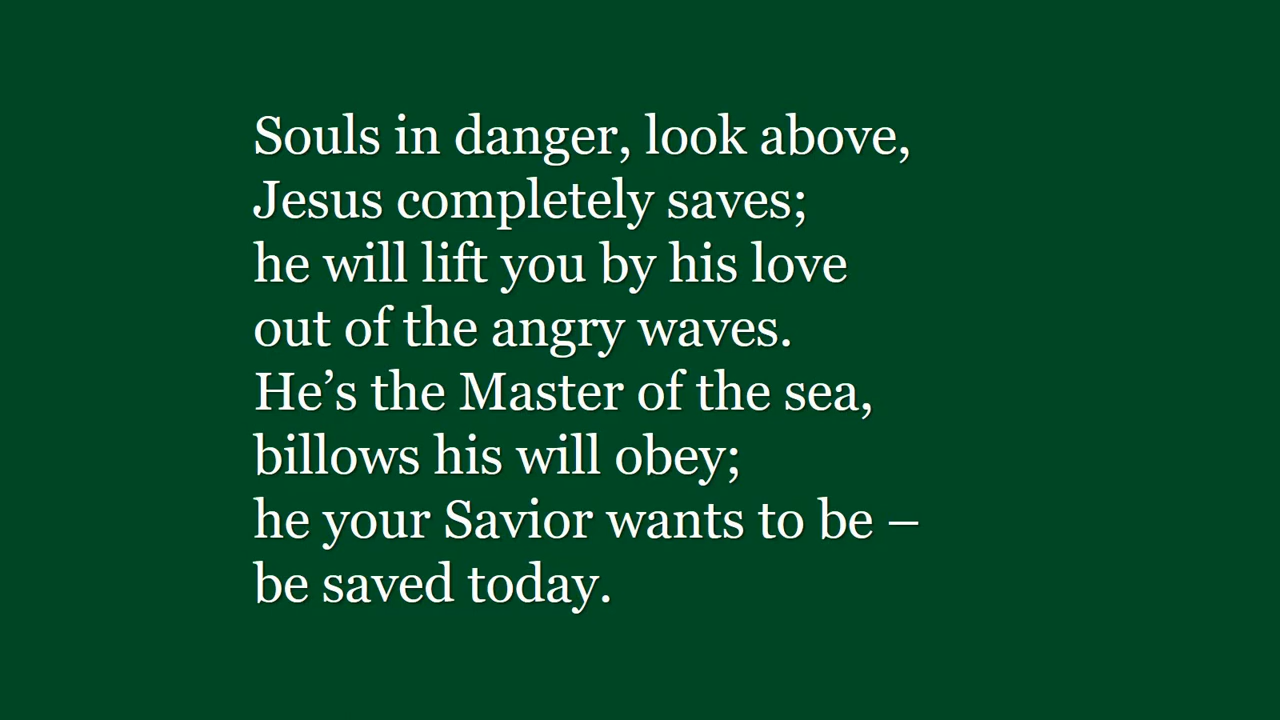 Souls in danger, look above,
Jesus completely saves;
he will lift you by his love
out of the angry waves.
He’s the Master of the sea,
billows his will obey;
he your Savior wants to be –
be saved today.